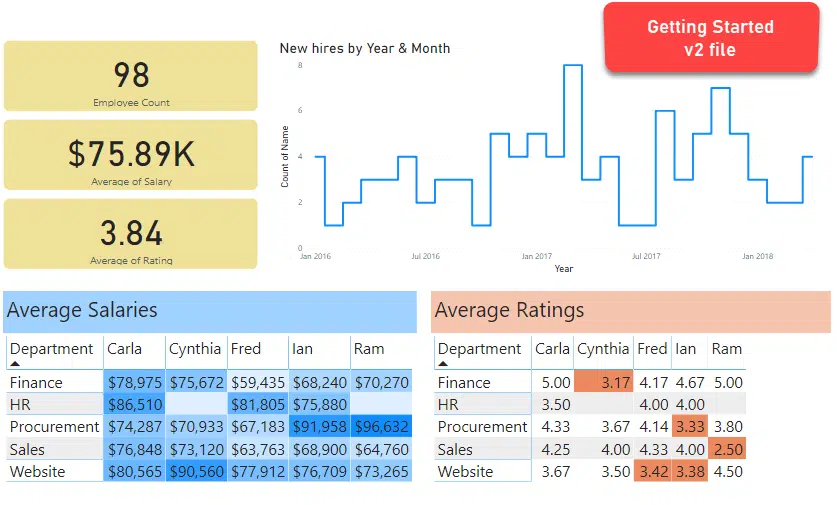 Getting Started
v2 file
98
Employee Count
$75.89K
Average of Salary
3.84
Average of Rating
New hires by Year & Month
8
6
4
2
0
Count of Name
Jan 2016 Jul 2016 Jan 2017 Jul 2017 Jan 2018
Year
Average Salaries
Department Carla Cynthia Fred Ian Ram
Finance $78,975 $75,672 $59,435 $68,240 $70,270
HR $86,510 $81,805 $75,880
Procurement $74,287 $70,933 $67,183 $91,958 $96,632
Sales $76,848 $73,120 $63,763 $68,900 $64,760
Website $80,565 $90,560 $77,912 $76,709 $73,265
Average Ratings
Department Carla Cynthia Fred Ian Ram
Finance 5.00 3.17 4.17 4.67 5.00
HR 3.50 4.00 4.00
Procurement 4.33 3.67 4.14 3.33 3.80
Sales 4.25 4.00 4.33 4.00 2.50
Website 3.67 3.50 3.42 3.38 4.50